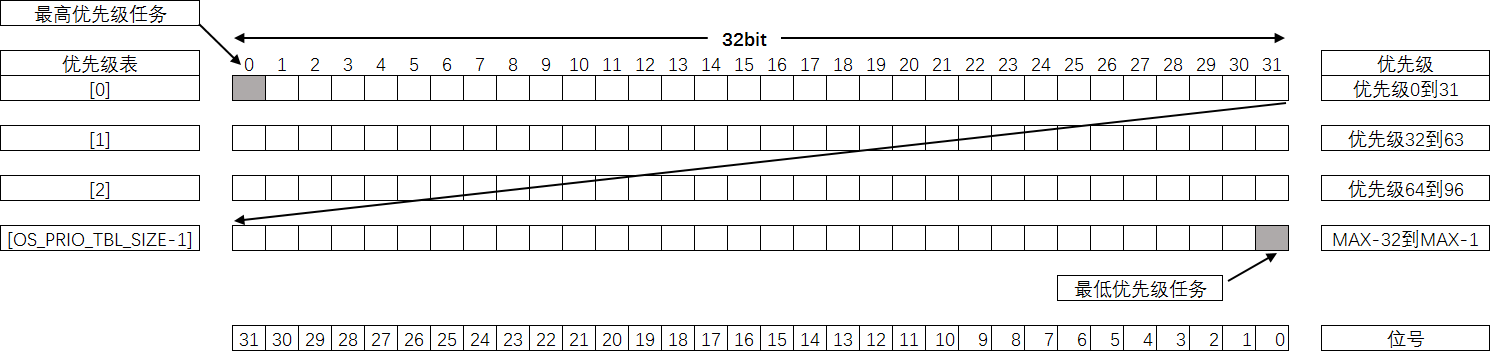 最高优先级任务
32bit
优先级表 0 1 2 3 4 5 6 7 8 9 10 11 12 13 14 15 16 17 18 19 20 21 22 23 24 25 26 27 28 29 30 31 优先级
[0] 优先级0到31
[1] 优先级32到63
[2] 优先级64到96
[OS_PRIO_TBL_SIZE-1] MAX-32到MAX-1
最低优先级任务
31 30 29 28 27 26 25 24 23 22 21 20 19 18 17 16 15 14 13 12 11 10 9 8 7 6 5 4 3 2 1 0 位号